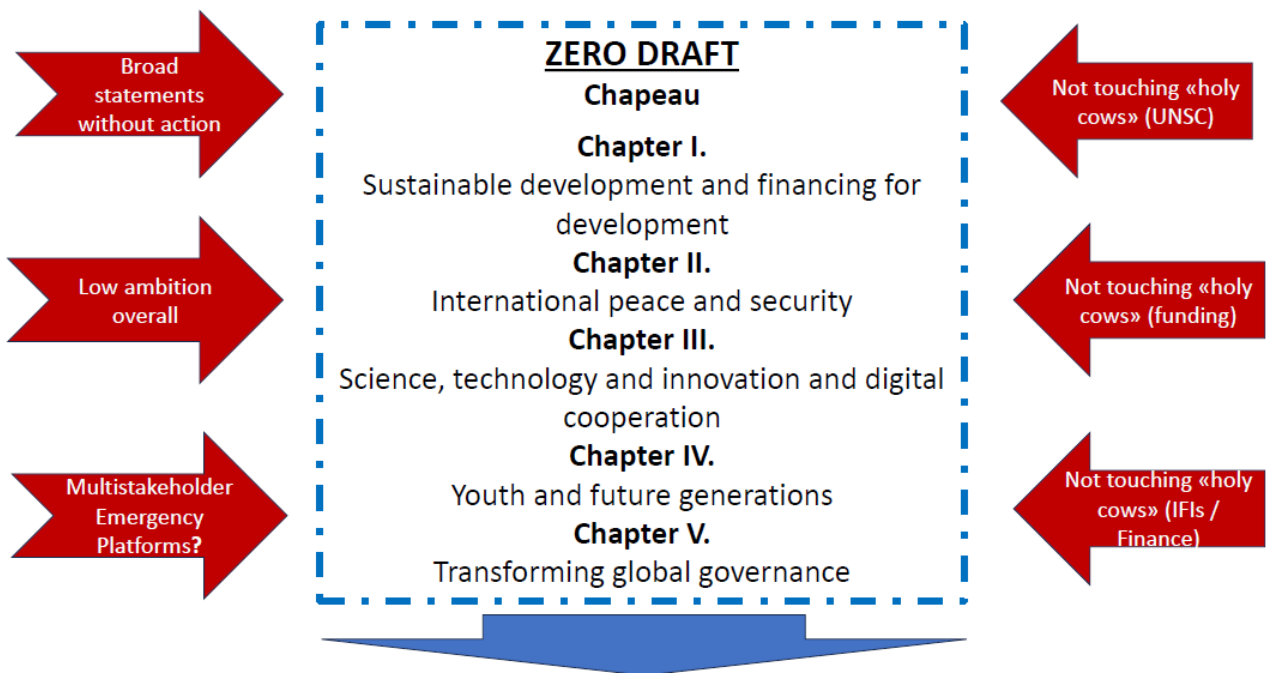 Broad
statements
without action
Low ambition
overall
Multistakeholder
Emergency
Platforms?
ZERO DRAFT
Chapeau
Chapter I.
Sustainable development and financing for
development
Chapter II.
International peace and security
Chapter III.
Science, technology and innovation and digital
cooperation
Chapter IV.
Youth and future generations
Chapter V.
Transforming global governance
Not touching «holy
cows» (UNSC)
Not touching «holy
cows» (funding)
Not touching «holy
cows» (IFIs /
Finance)